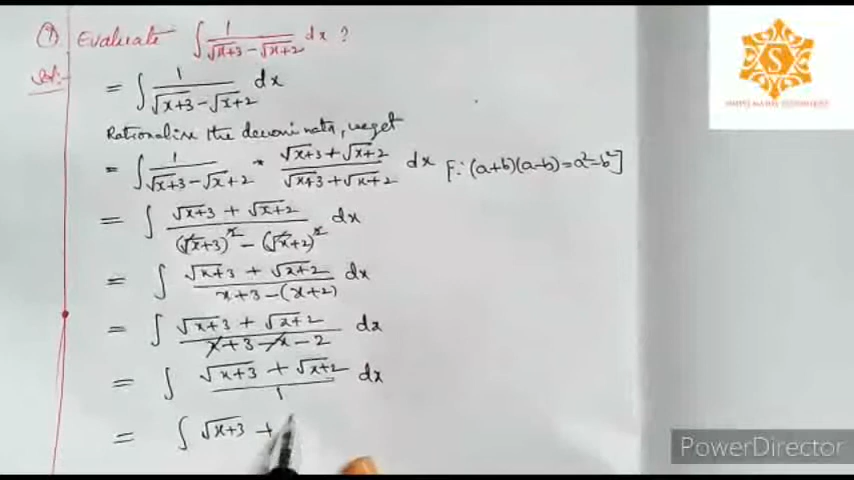 Q) Evaluate ∫ 1/(√x+3 − √x+2) dx ?
Sol:-
= ∫ 1/(√x+3 − √x+2) dx
Rationalise the denominator, we get
= ∫ 1/(√x+3 − √x+2) * (√x+3 + √x+2)/(√x+3 + √x+2) dx [∵ (a+b)(a−b) = a²−b²]
= ∫ (√x+3 + √x+2)/((√x+3)² − (√x+2)²) dx
= ∫ (√x+3 + √x+2)/(x+3−(x+2)) dx
= ∫ (√x+3 + √x+2)/(x+3−x−2) dx
= ∫ (√x+3 + √x+2)/1 dx
= ∫ √x+3 +
S
PowerDirector